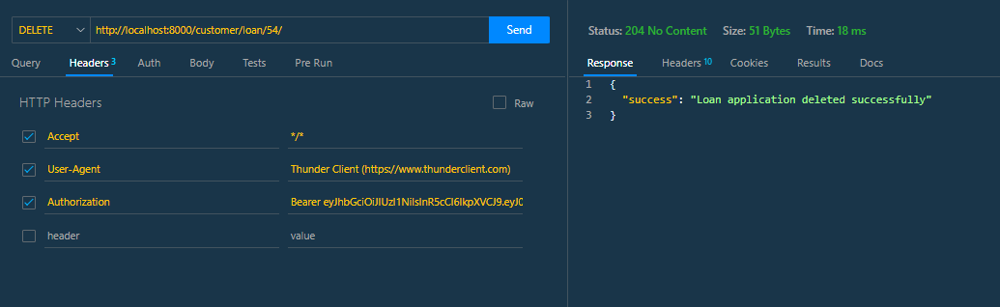 DELETE http://localhost:8000/customer/loan/54/ Send
Query Headers 3 Auth Body Tests Pre Run
HTTP Headers Raw
Accept */*
User-Agent Thunder Client (https://www.thunderclient.com)
Authorization Bearer
header value
Status: 204 No Content Size: 51 Bytes Time: 18 ms
Response Headers 10 Cookies Results Docs
1 {
2 "success": "Loan application deleted successfully"
3 }